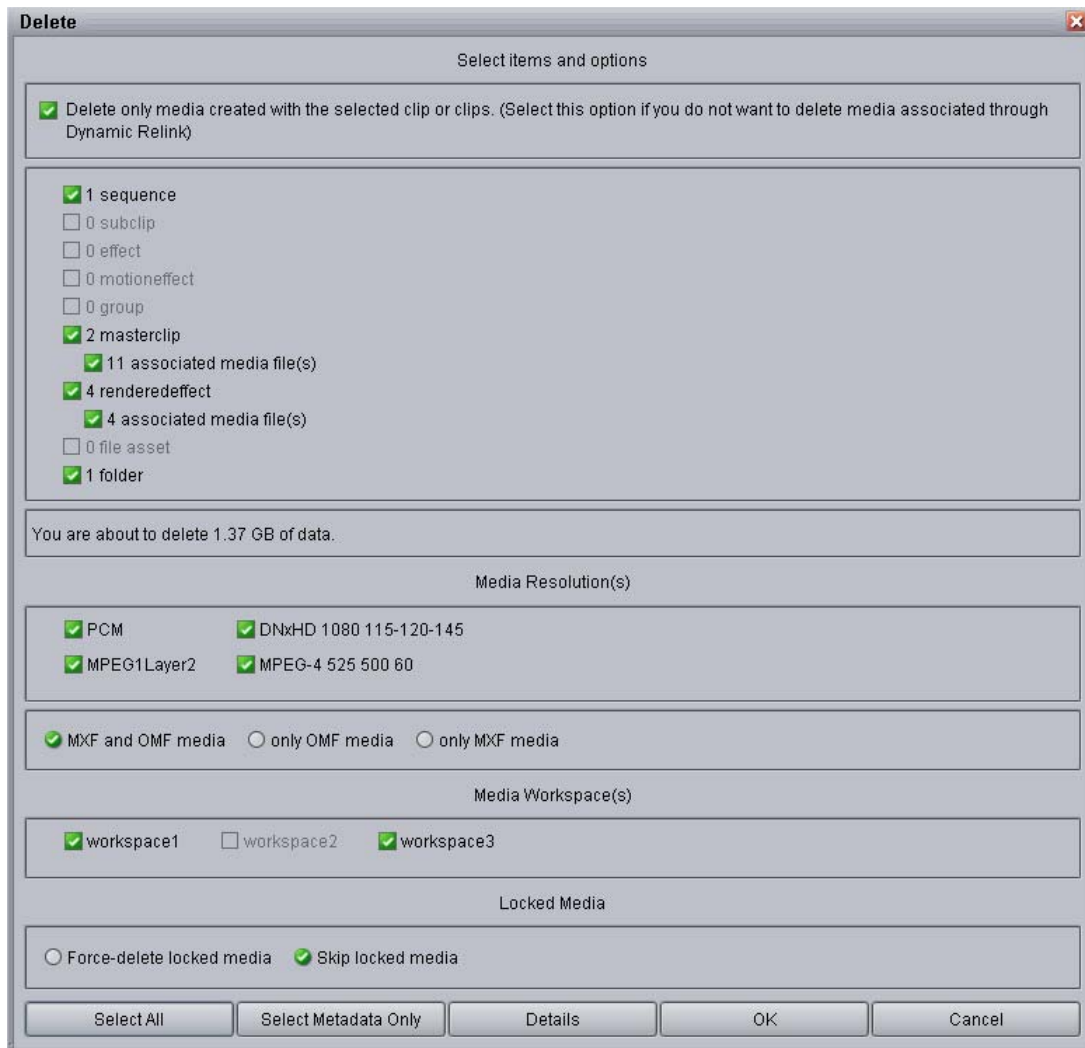 Delete
Select items and options
Delete only media created with the selected clip or clips. (Select this option if you do not want to delete media associated through
Dynamic Relink)
1 sequence
0 subclip
0 effect
0 motioneffect
0 group
2 masterclip
11 associated media file(s)
4 renderedeffect
4 associated media file(s)
0 file asset
1 folder
You are about to delete 1.37 GB of data.
Media Resolution(s)
PCM DNxHD 1080 115-120-145
MPEG1Layer2 MPEG-4 525 500 60
MXF and OMF media only OMF media only MXF media
Media Workspace(s)
workspace1 workspace2 workspace3
Locked Media
Force-delete locked media Skip locked media
Select All Select Metadata Only Details OK Cancel